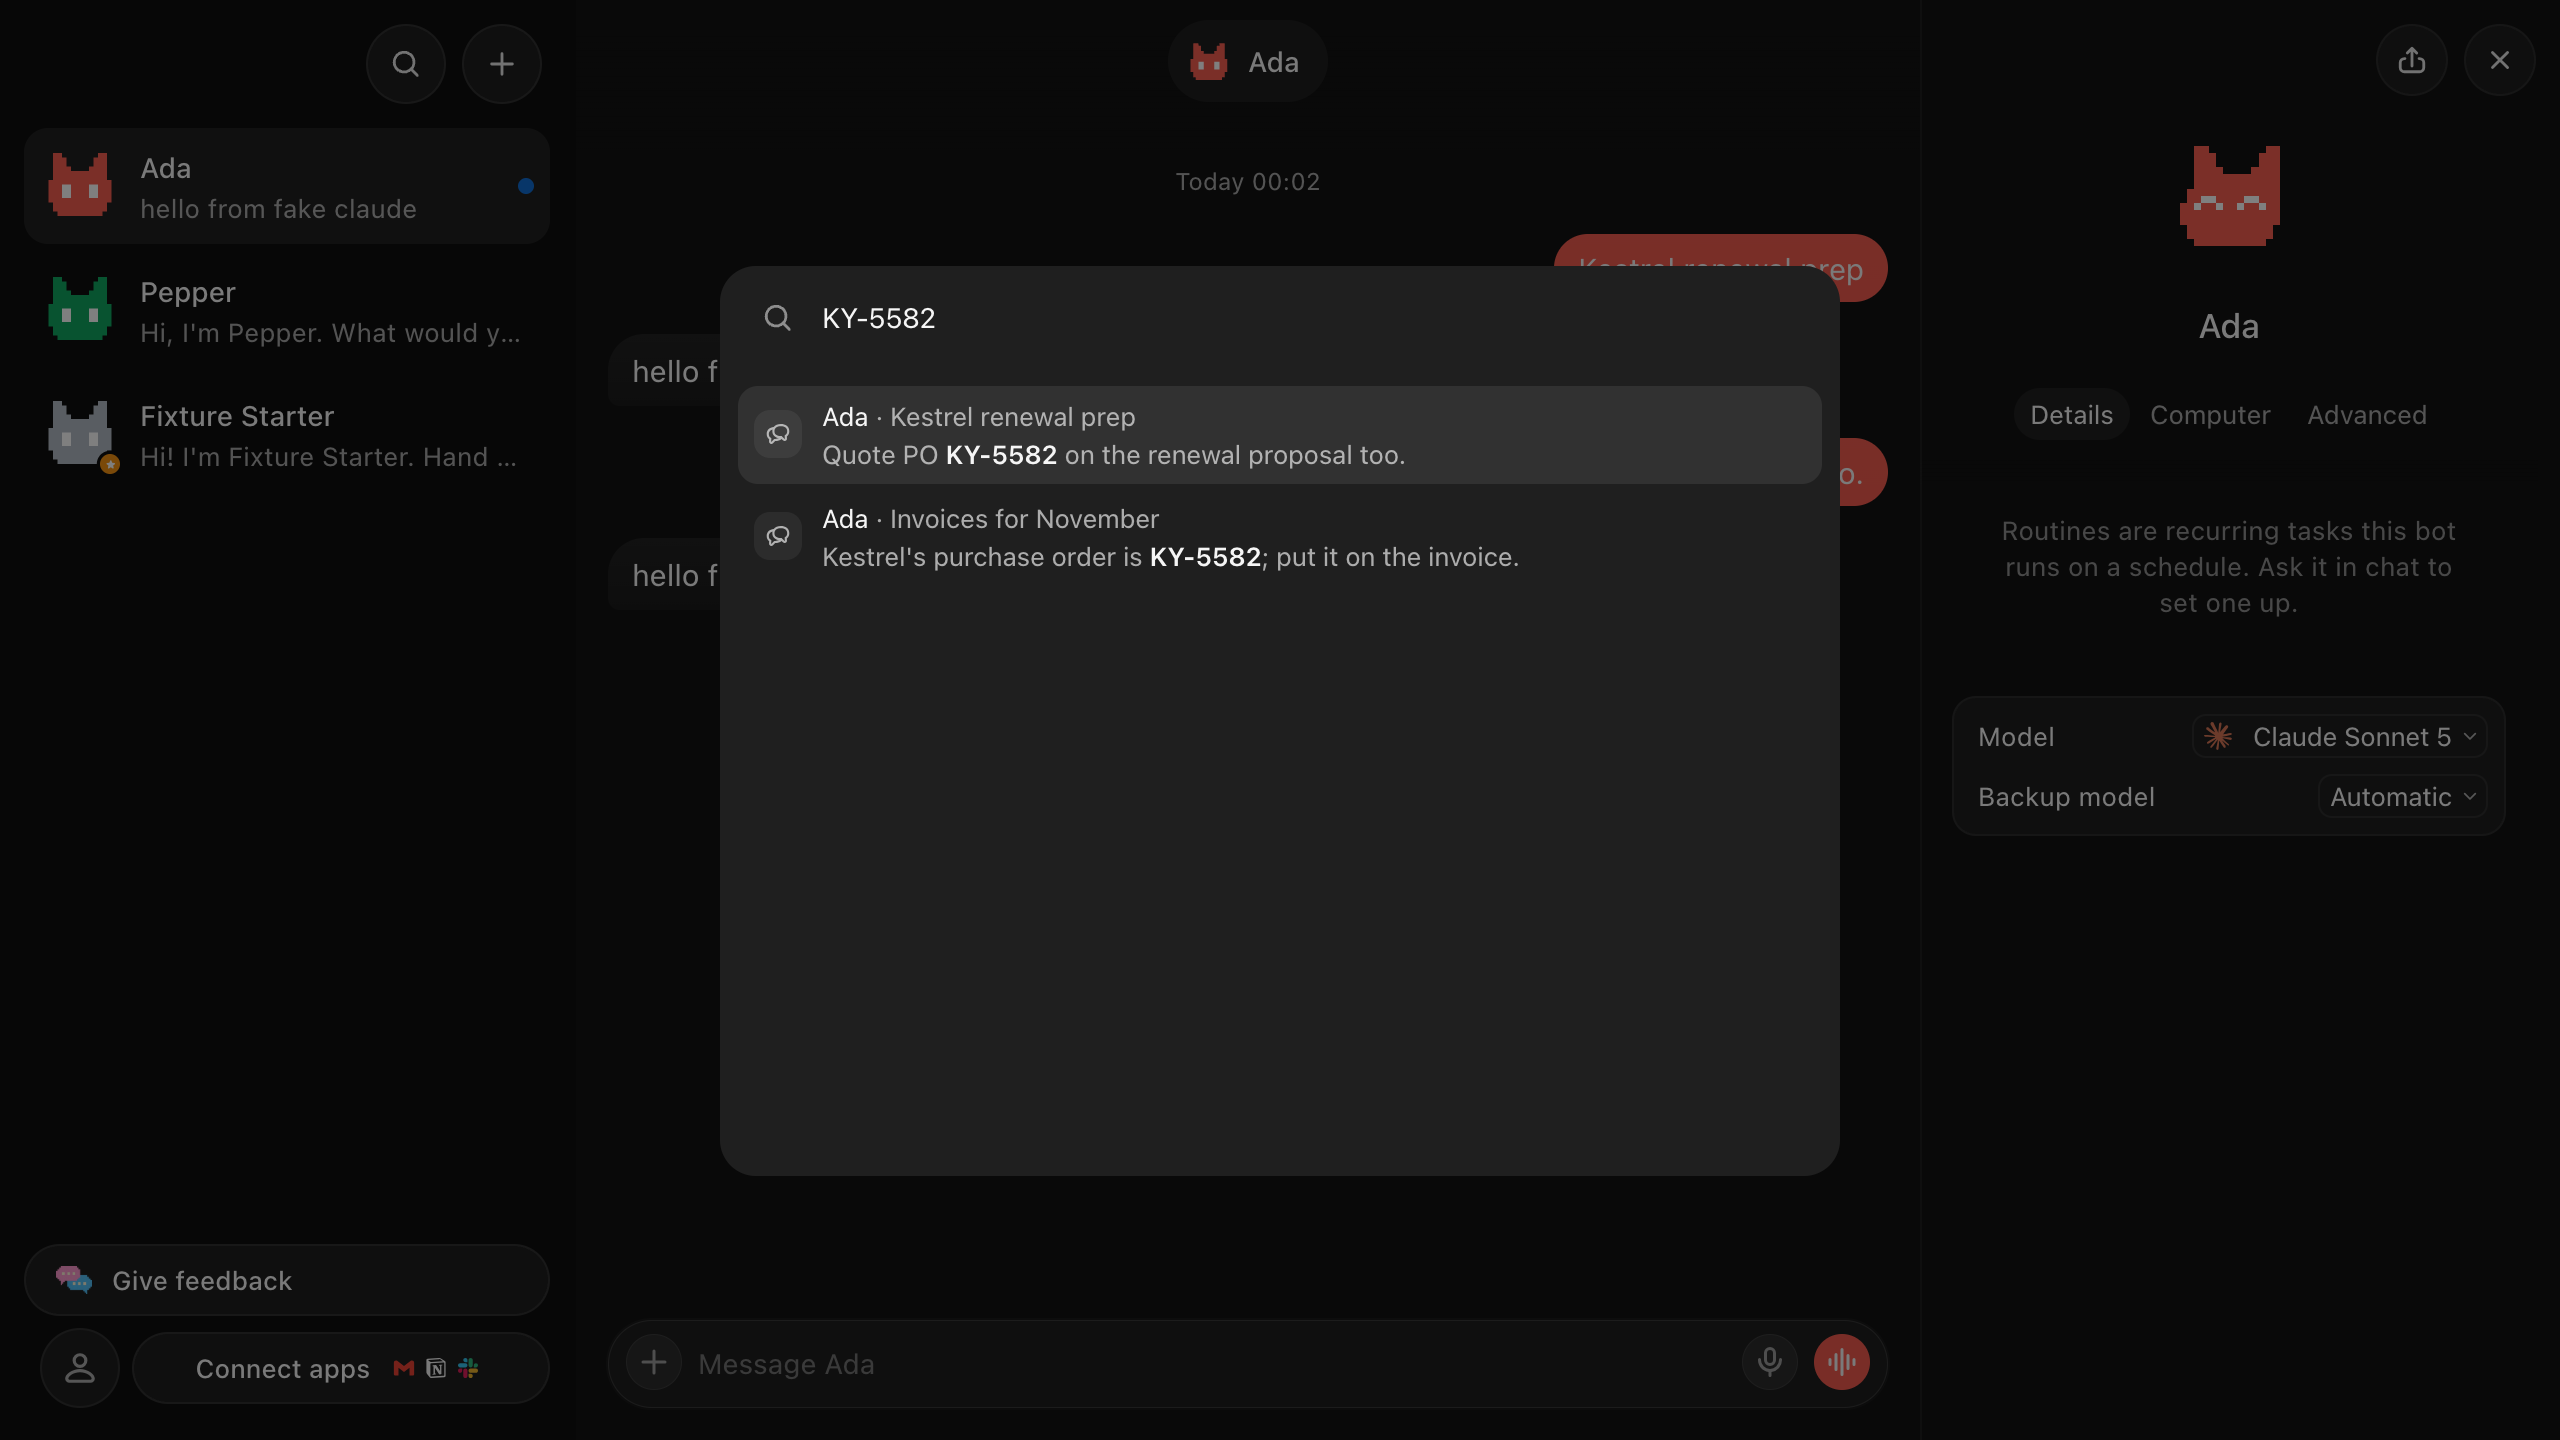 Ada
hello from fake claude
Pepper
Hi, I'm Pepper. What would y...
Fixture Starter
Hi! I'm Fixture Starter. Hand ...
Give feedback
Connect apps
Ada
Today 00:02
Kestrel renewal prep
hello f
o.
hello f
KY-5582
Ada · Kestrel renewal prep
Quote PO KY-5582 on the renewal proposal too.
Ada · Invoices for November
Kestrel's purchase order is KY-5582; put it on the invoice.
Message Ada
Ada
Details Computer Advanced
Routines are recurring tasks this bot
runs on a schedule. Ask it in chat to
set one up.
Model Claude Sonnet 5
Backup model Automatic